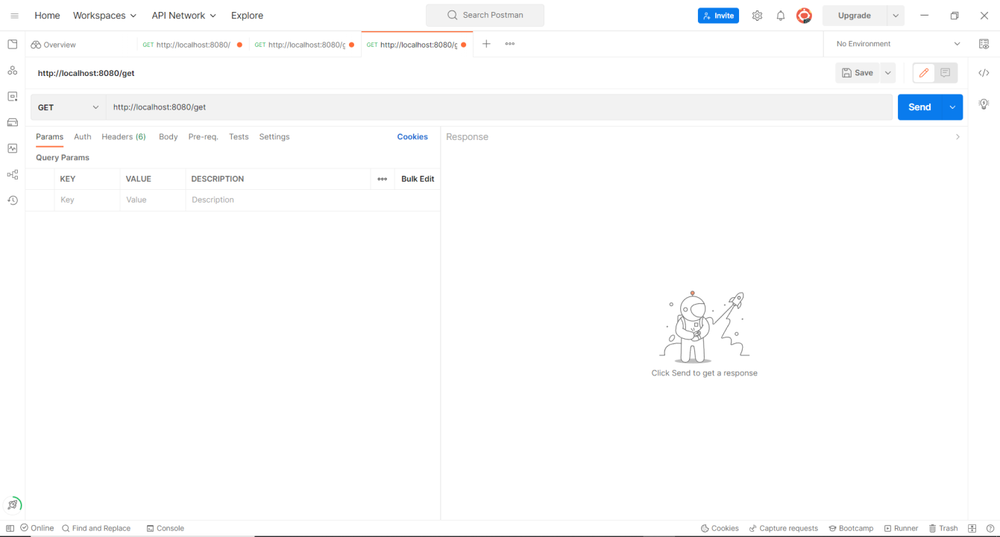 Home Workspaces API Network Explore Search Postman Invite Upgrade
Overview GET http://localhost:8080/ GET http://localhost:8080/g GET http://localhost:8080/g No Environment
http://localhost:8080/get Save
GET http://localhost:8080/get Send
Params Auth Headers (6) Body Pre-req. Tests Settings Cookies Response
Query Params
KEY VALUE DESCRIPTION Bulk Edit
Key Value Description
Click Send to get a response
Online Find and Replace Console Cookies Capture requests Bootcamp Runner Trash